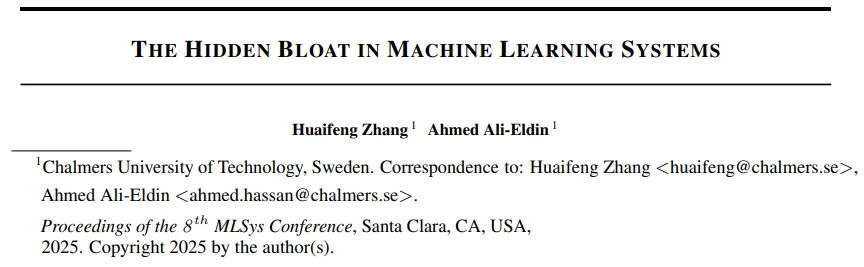 THE HIDDEN BLOAT IN MACHINE LEARNING SYSTEMS
Huaifeng Zhang 1 Ahmed Ali-Eldin 1
1Chalmers University of Technology, Sweden. Correspondence to: Huaifeng Zhang <huaifeng@chalmers.se>,
Ahmed Ali-Eldin <ahmed.hassan@chalmers.se>.
Proceedings of the 8th MLSys Conference, Santa Clara, CA, USA,
2025. Copyright 2025 by the author(s).